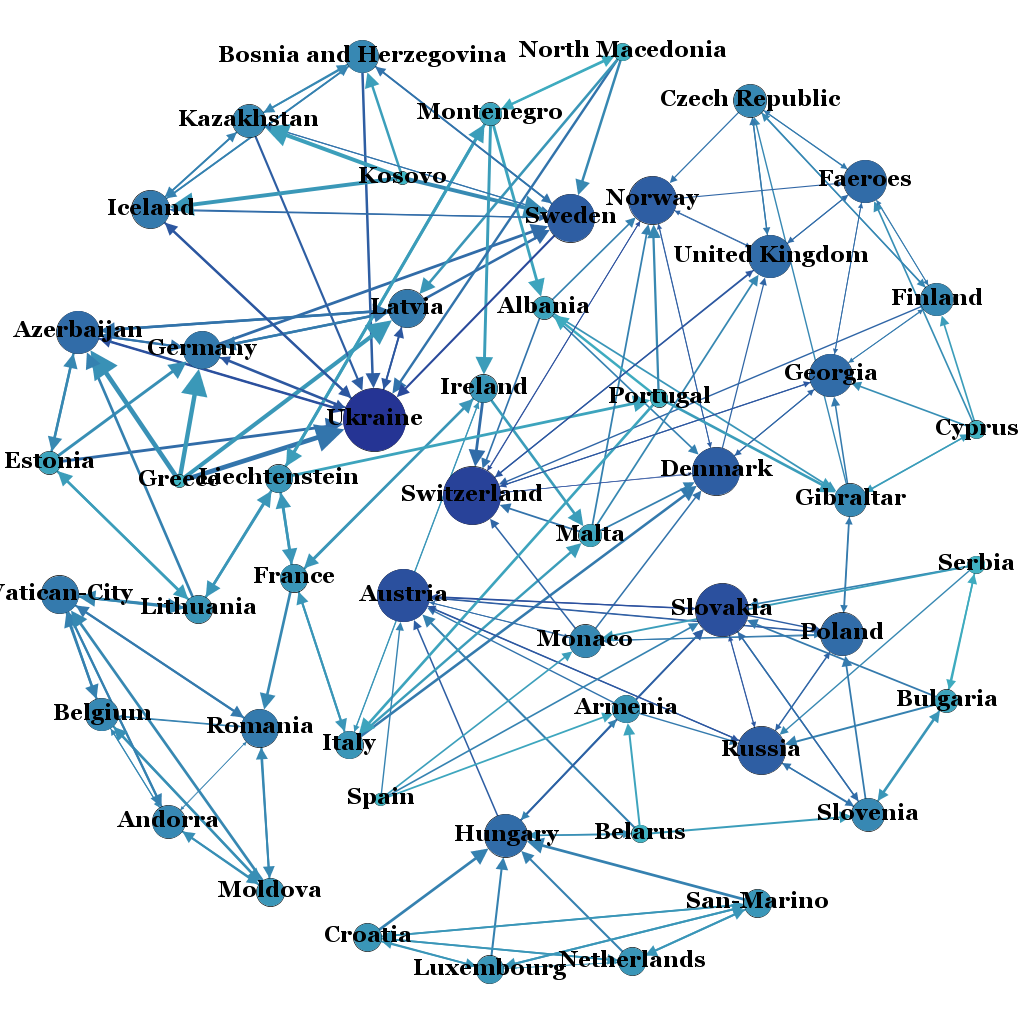 Bosnia and Herzegovina
North Macedonia
Czech Republic
Montenegro
Kazakhstan
Kosovo
Faeroes
Norway
Iceland
Sweden
United Kingdom
Finland
Latvia
Albania
Azerbaijan
Germany
Georgia
Ireland
Portugal
Ukraine
Cyprus
Estonia
Denmark
Greece
Liechtenstein
Switzerland
Gibraltar
Malta
Serbia
France
Vatican-City
Austria
Lithuania
Slovakia
Poland
Monaco
Bulgaria
Armenia
Belgium
Romania
Italy
Russia
Spain
Slovenia
Andorra
Hungary
Belarus
Moldova
San-Marino
Croatia
Netherlands
Luxembourg